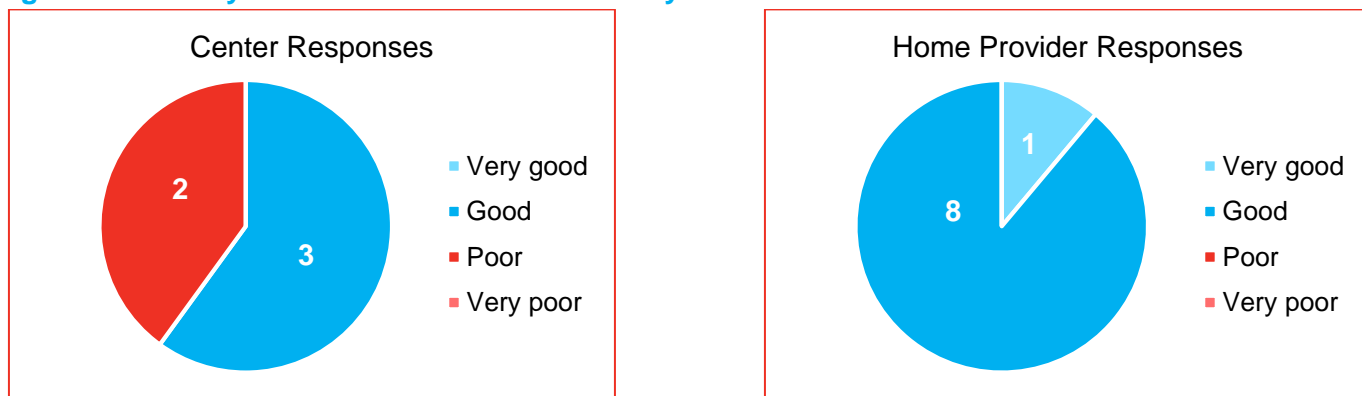 Center Responses
2
3
Very good
Good
Poor
Very poor
Home Provider Responses
1
8
Very good
Good
Poor
Very poor